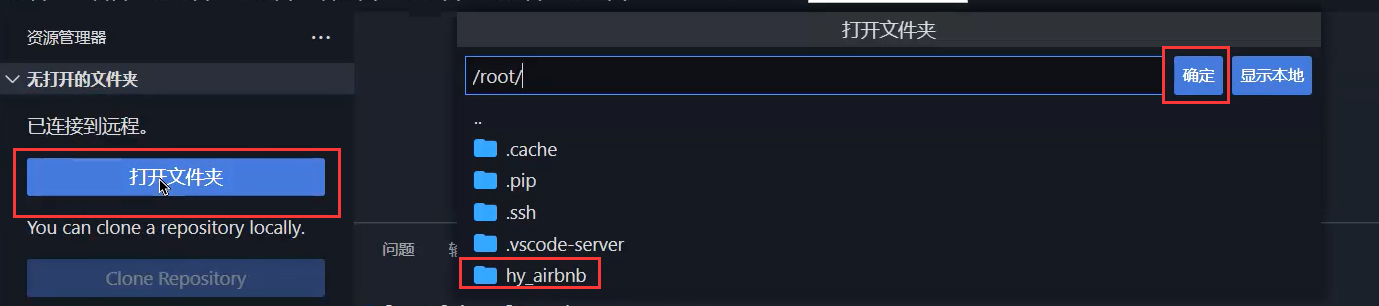 资源管理器
...
无打开的文件夹
已连接到远程。
打开文件夹
You can clone a repository locally.
Clone Repository
打开文件夹
/root/
确定
显示本地
..
.cache
.pip
.ssh
.vscode-server
hy_airbnb
问题